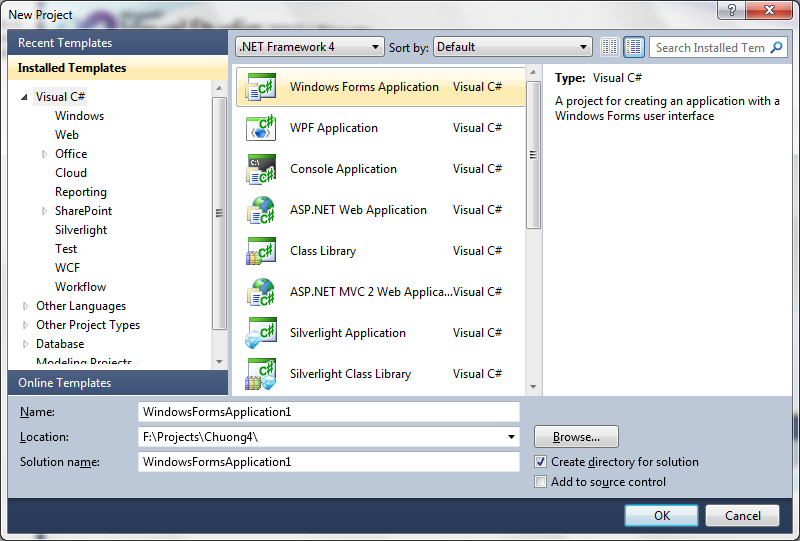 New Project
Recent Templates
Installed Templates
Visual C#
Windows
Web
Office
Cloud
Reporting
SharePoint
Silverlight
Test
WCF
Workflow
Other Languages
Other Project Types
Database
Modeling Projects
Online Templates
.NET Framework 4 Sort by: Default Search Installed Tem
Windows Forms Application Visual C#
WPF Application Visual C#
Console Application Visual C#
ASP.NET Web Application Visual C#
Class Library Visual C#
ASP.NET MVC 2 Web Applica... Visual C#
Silverlight Application Visual C#
Silverlight Class Library Visual C#
Type: Visual C#
A project for creating an application with a
Windows Forms user interface
Name: WindowsFormsApplication1
Location: F:\Projects\Chuong4\ Browse...
Solution name: WindowsFormsApplication1 Create directory for solution
Add to source control
OK Cancel